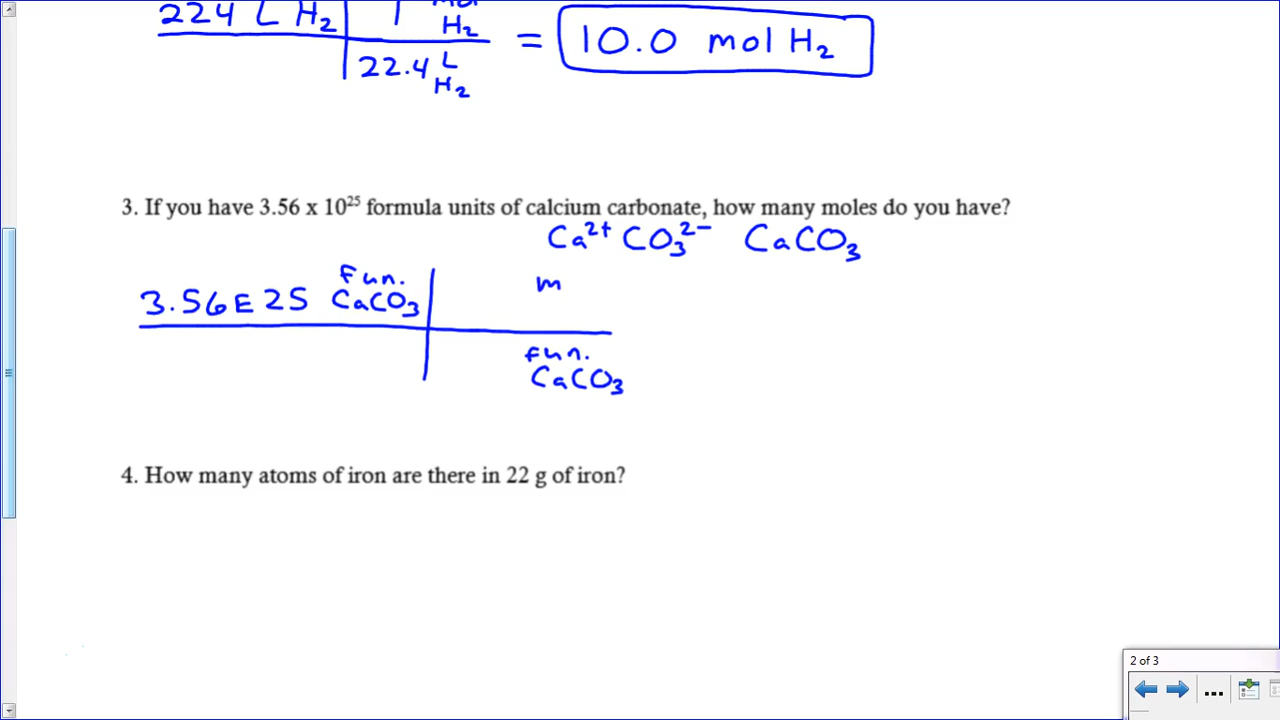 224 L H₂ | 1 mol H₂
22.4 L H₂ = 10.0 mol H₂
3. If you have 3.56 x 10²⁵ formula units of calcium carbonate, how many moles do you have?
Ca²⁺ CO₃²⁻ CaCO₃
3.56E25 F un. CaCO₃ | m
F un. CaCO₃
4. How many atoms of iron are there in 22 g of iron?
2 of 3
...